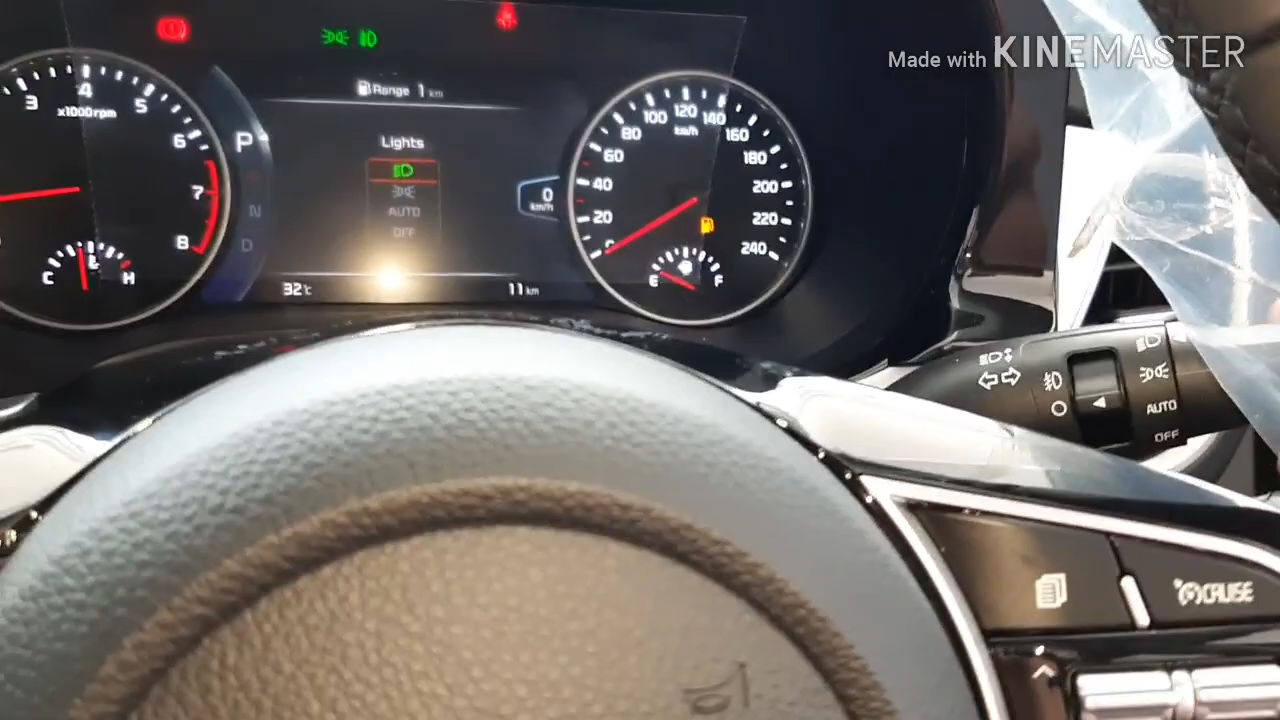 Made with KINEMASTER
Range 1 km
3 4 5 6 7 8
x1000rpm
C H
P
N
D
Lights
AUTO
OFF
32°c
11 km
0
km/h
0 20 40 60 80 100 120 140 160 180 200 220 240
km/h
E F
AUTO
OFF
CRUISE